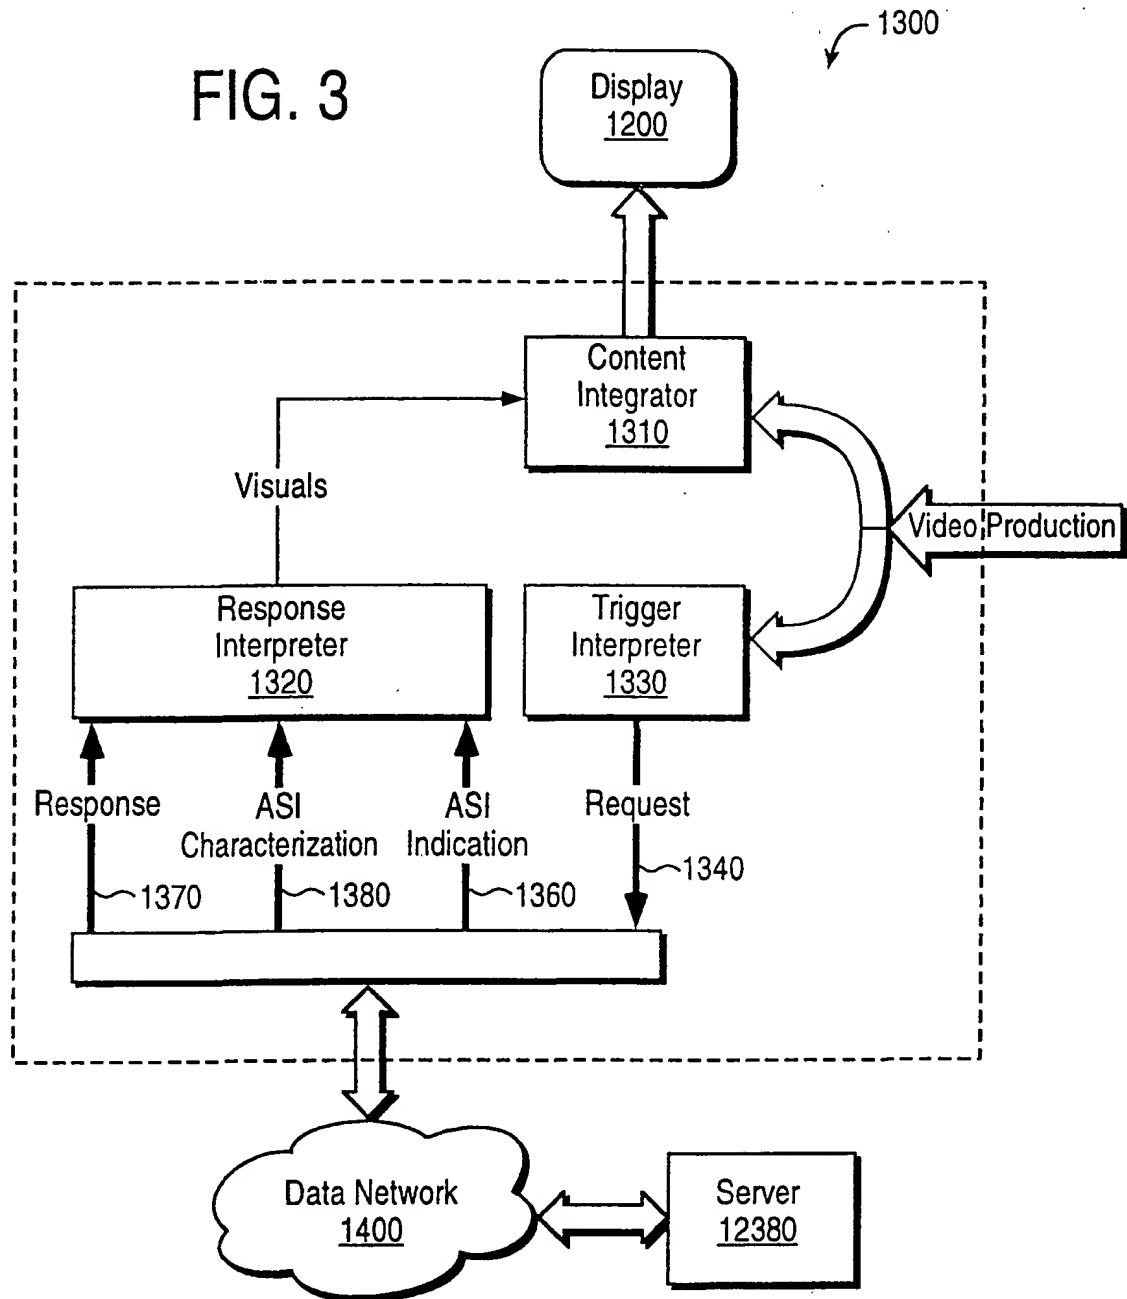 1300
FIG. 3
Display
1200
Content
Integrator
1310
Visuals
Video Production
Response
Interpreter
1320
Trigger
Interpreter
1330
Response
ASI
Characterization
ASI
Indication
Request
1370
1380
1360
1340
Data Network
1400
Server
12380